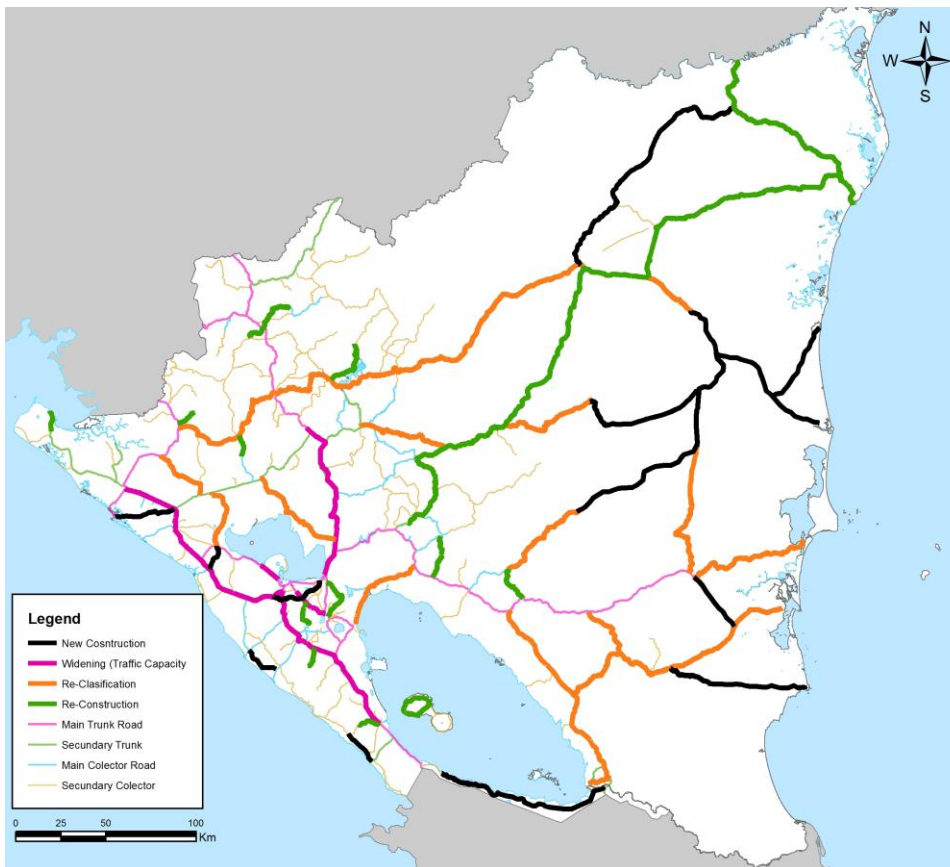 N
W E
S
Legend
New Cosntruction
Widening (Traffic Capacity
Re-Clasification
Re-Construction
Main Trunk Road
Secundary Trunk
Main Colector Road
Secundary Colector
0 25 50 100
Km